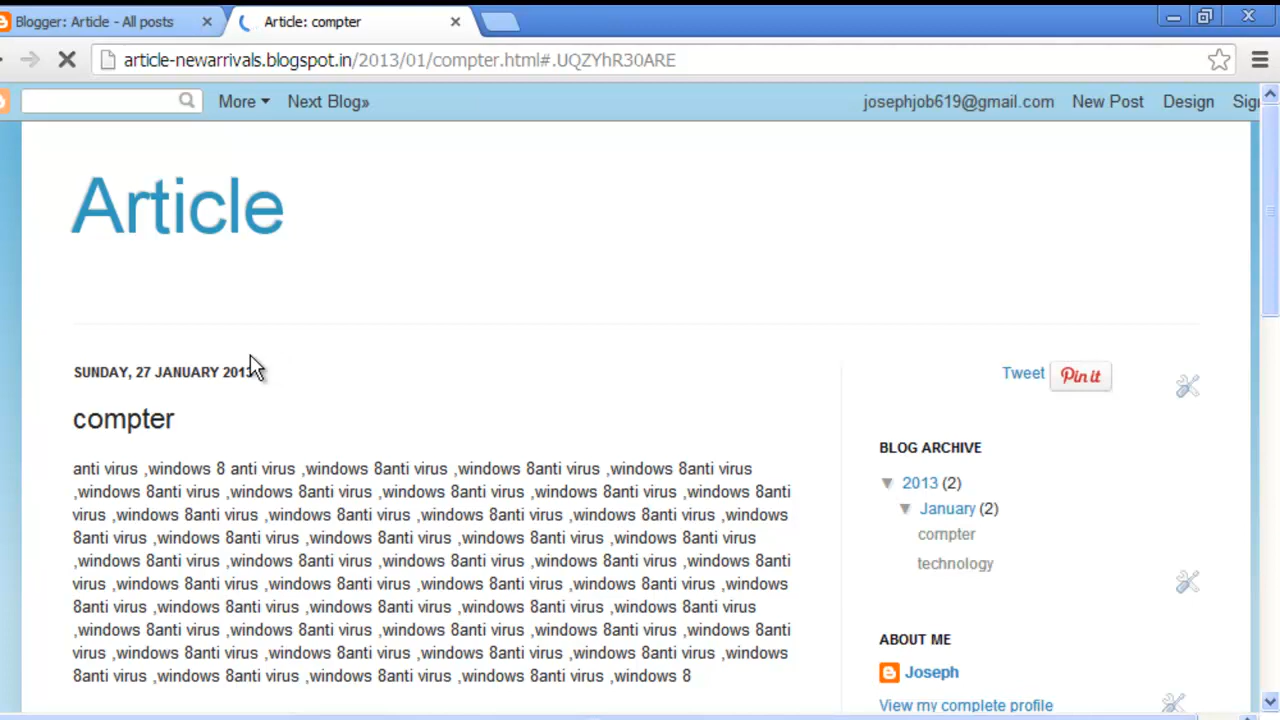 Blogger: Article - All posts
Article: compter
article-newarrivals.blogspot.in/2013/01/compter.html#.UQZYhR30ARE
More Next Blog»
josephjob619@gmail.com New Post Design Sig
Article
SUNDAY, 27 JANUARY 2013
compter
anti virus ,windows 8 anti virus ,windows 8anti virus ,windows 8anti virus ,windows 8anti virus
,windows 8anti virus ,windows 8anti virus ,windows 8anti virus ,windows 8anti virus ,windows 8anti
virus ,windows 8anti virus ,windows 8anti virus ,windows 8anti virus ,windows 8anti virus ,windows
8anti virus ,windows 8anti virus ,windows 8anti virus ,windows 8anti virus ,windows 8anti virus
,windows 8anti virus ,windows 8anti virus ,windows 8anti virus ,windows 8anti virus ,windows 8anti
virus ,windows 8anti virus ,windows 8anti virus ,windows 8anti virus ,windows 8anti virus ,windows
8anti virus ,windows 8anti virus ,windows 8anti virus ,windows 8anti virus ,windows 8anti virus
,windows 8anti virus ,windows 8anti virus ,windows 8anti virus ,windows 8anti virus ,windows 8anti
virus ,windows 8anti virus ,windows 8anti virus ,windows 8anti virus ,windows 8anti virus ,windows
8anti virus ,windows 8anti virus ,windows 8anti virus ,windows 8anti virus ,windows 8
Tweet Pin it
BLOG ARCHIVE
▼ 2013 (2)
▼ January (2)
compter
technology
ABOUT ME
Joseph
View my complete profile